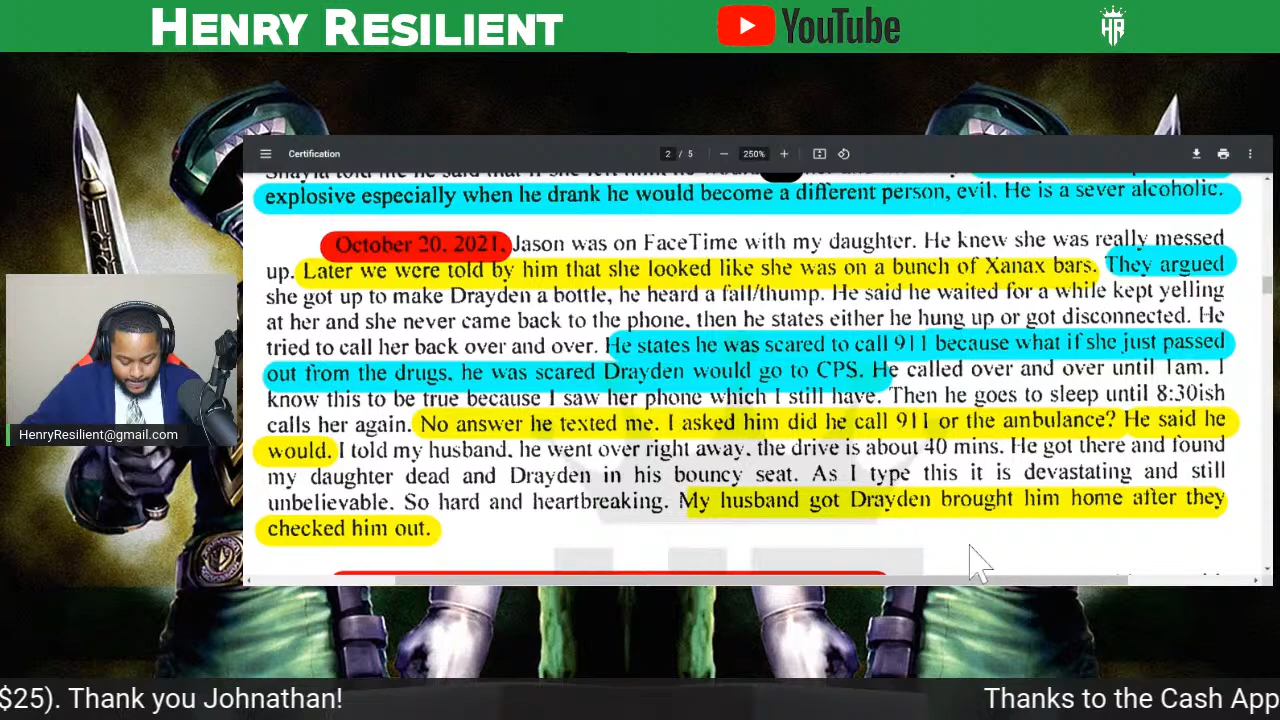 HENRY RESILIENT
YouTube
HR
Certification
2 / 5
250%
explosive especially when he drank he would become a different person, evil. He is a sever alcoholic.
October 20, 2021, Jason was on FaceTime with my daughter. He knew she was really messed
up. Later we were told by him that she looked like she was on a bunch of Xanax bars. They argued
she got up to make Drayden a bottle, he heard a fall/thump. He said he waited for a while kept yelling
at her and she never came back to the phone, then he states either he hung up or got disconnected. He
tried to call her back over and over. He states he was scared to call 911 because what if she just passed
out from the drugs, he was scared Drayden would go to CPS. He called over and over until 1am. I
know this to be true because I saw her phone which I still have. Then he goes to sleep until 8:30ish
calls her again. No answer he texted me. I asked him did he call 911 or the ambulance? He said he
would. I told my husband, he went over right away, the drive is about 40 mins. He got there and found
my daughter dead and Drayden in his bouncy seat. As I type this it is devastating and still
unbelievable. So hard and heartbreaking. My husband got Drayden brought him home after they
checked him out.
HenryResilient@gmail.com
$25). Thank you Johnathan!
Thanks to the Cash App